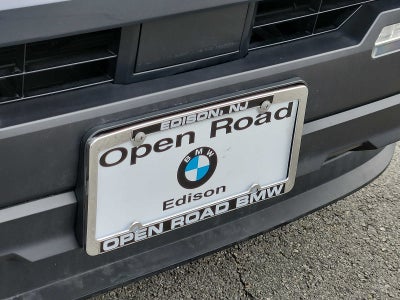 EDISON, NJ
Open Road
BMW
Edison
OPEN ROAD BMW